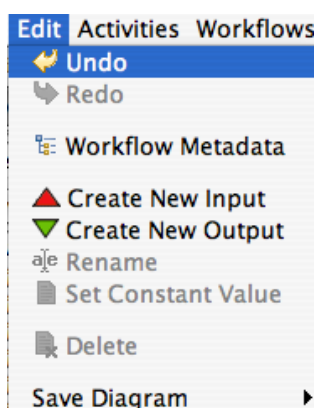 Edit Activities Workflows
Undo
Redo
Workflow Metadata
Create New Input
Create New Output
Rename
Set Constant Value
Delete
Save Diagram